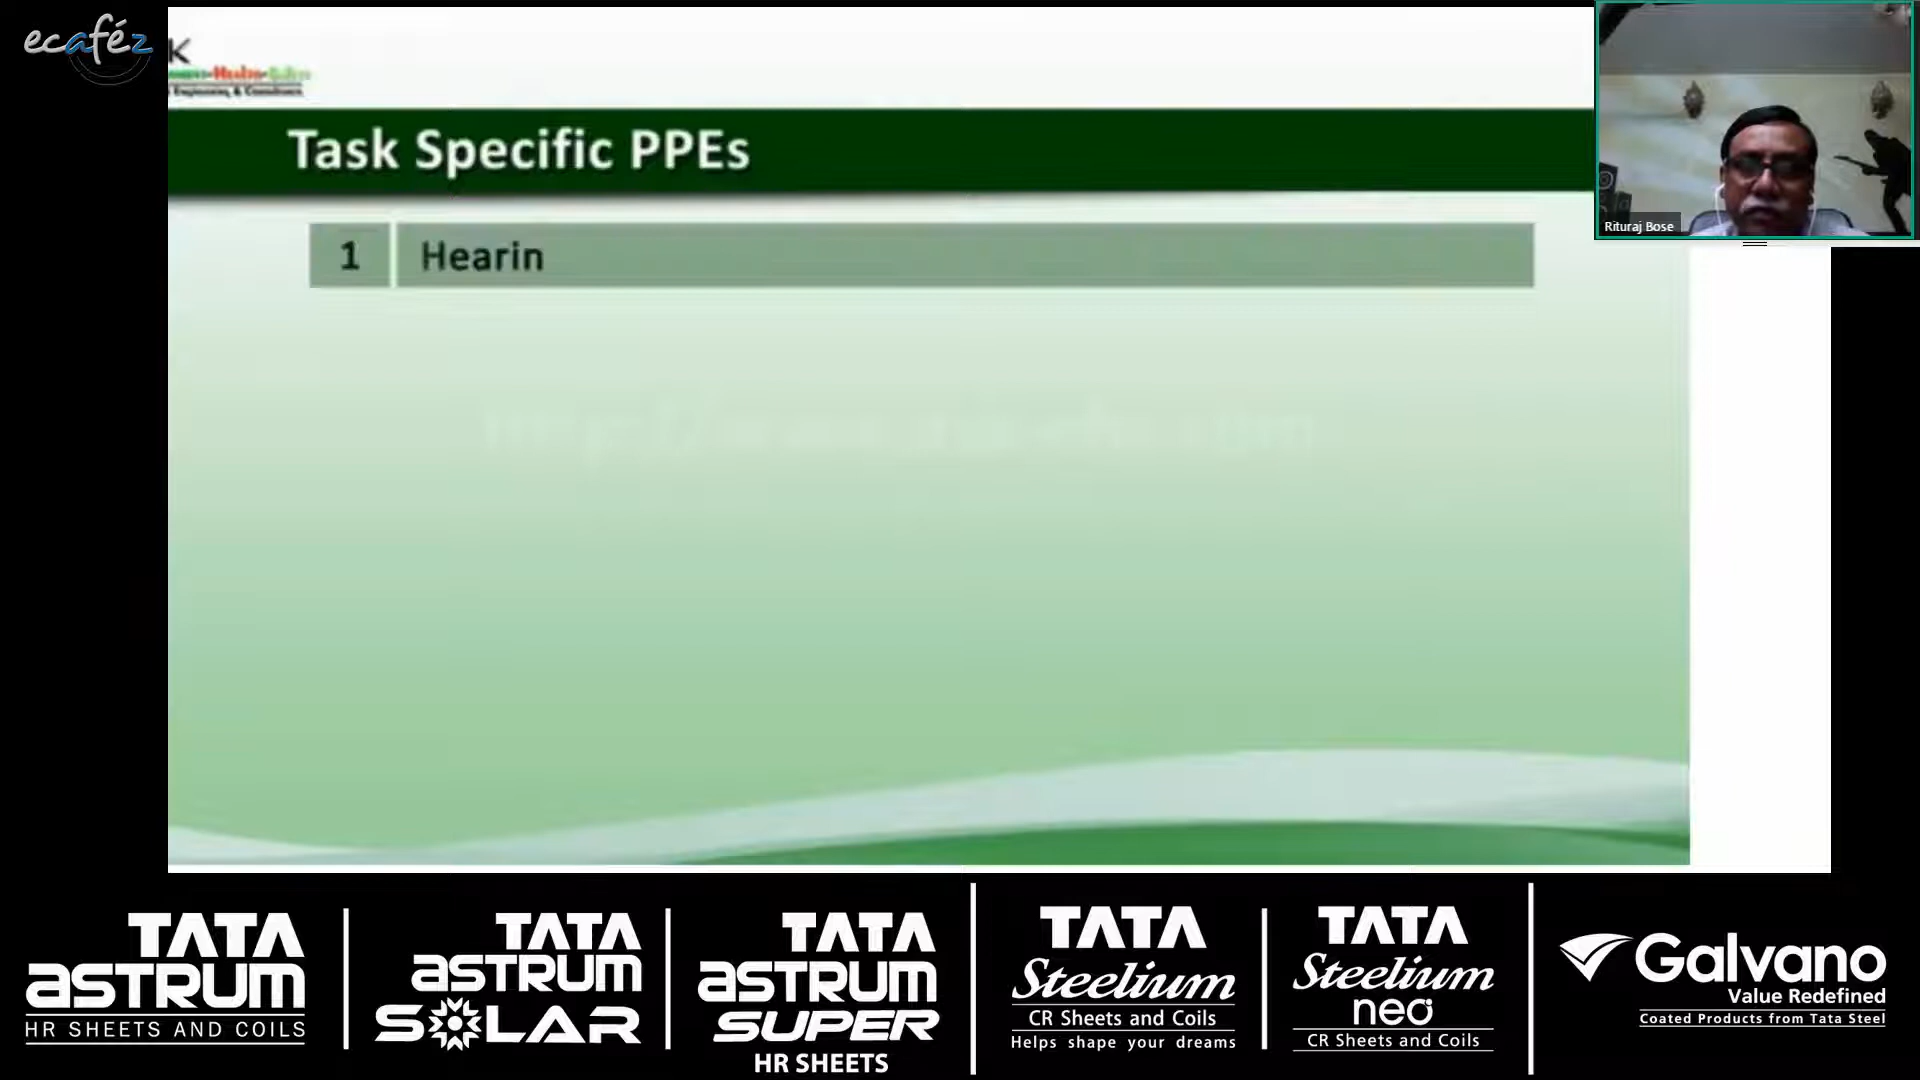 ecaféz
K
Task Specific PPEs
1 Hearin
Rituraj Bose
TATA
ASTRUM
HR SHEETS AND COILS
TATA
ASTRUM
SOLAR
TATA
ASTRUM
SUPER
HR SHEETS
TATA
Steelium
CR Sheets and Coils
Helps shape your dreams
TATA
Steelium
neo
CR Sheets and Coils
Galvano
Value Redefined
Coated Products from Tata Steel